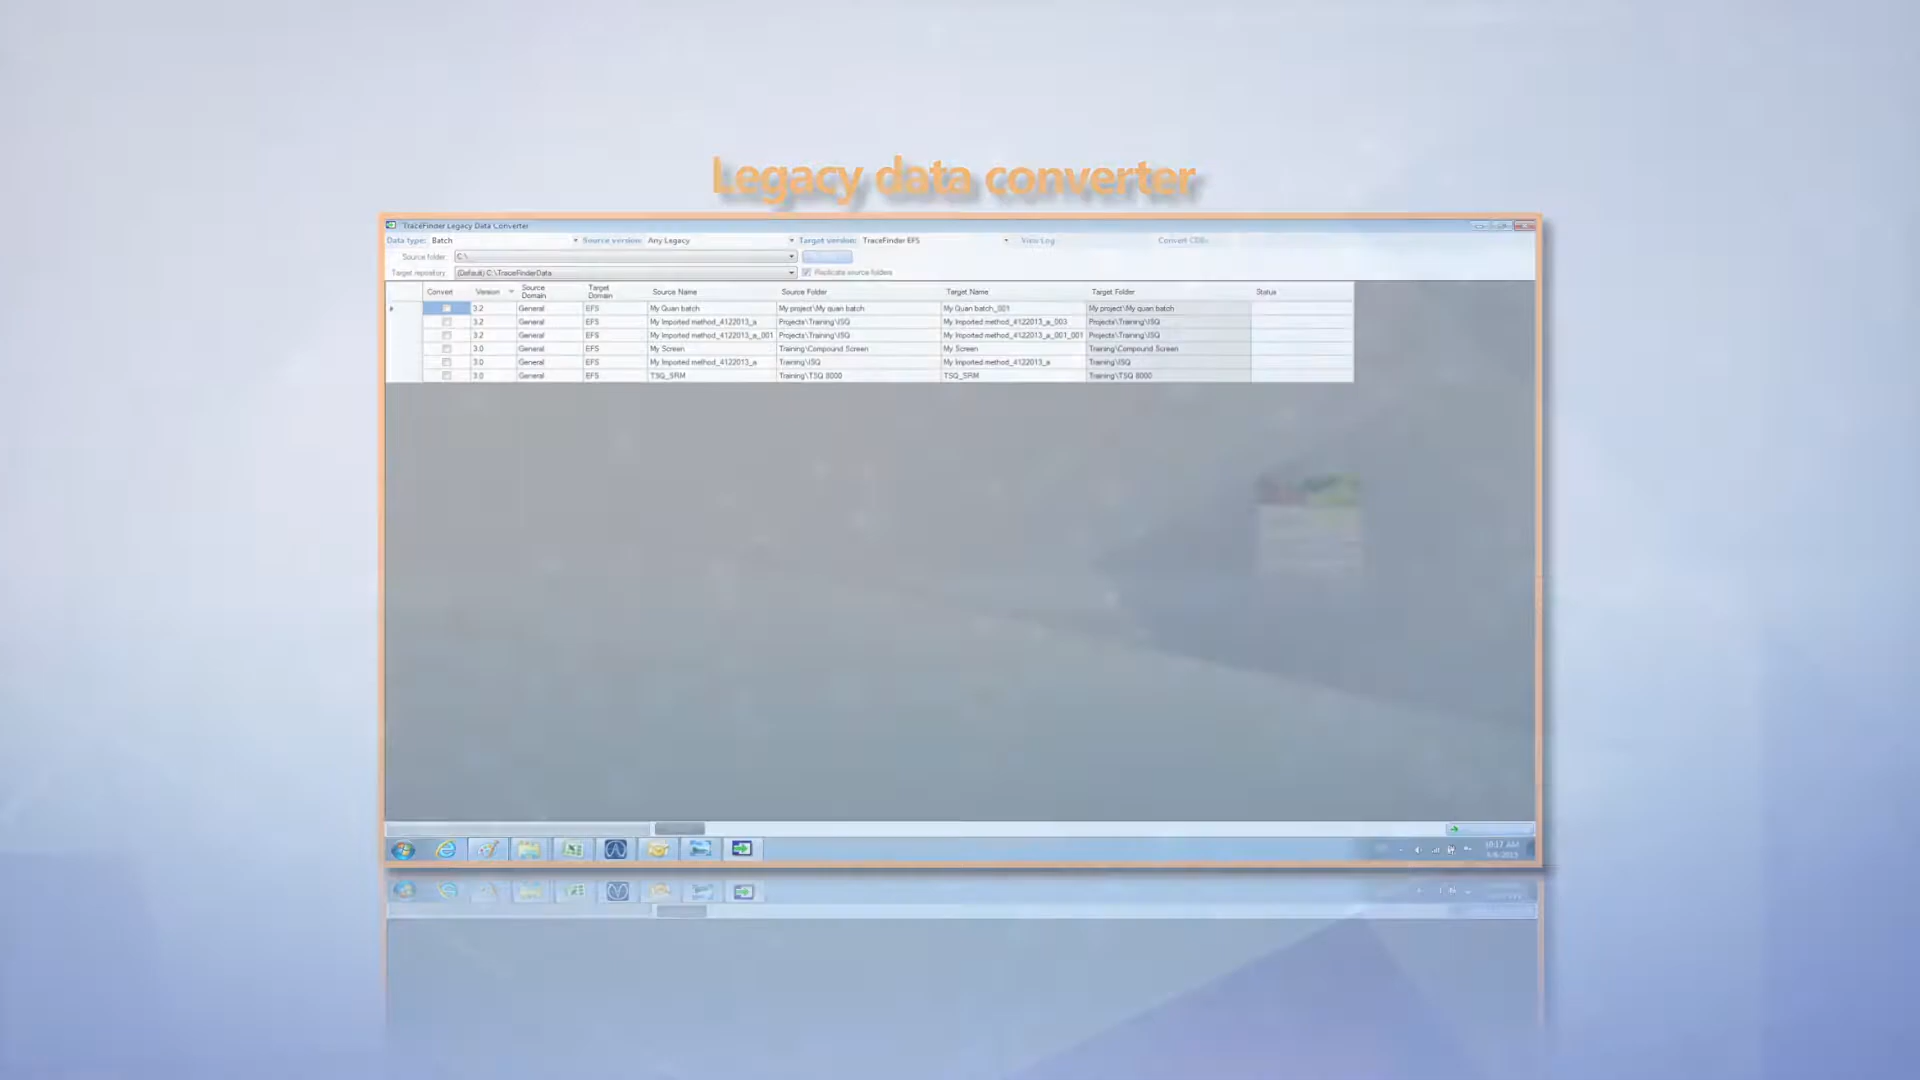 Legacy data converter
TraceFinder Legacy Data Converter
Data type: Batch Source version: Any Legacy Target version: TraceFinder EFS View Log Convert CDBs
Source folder: C:\
Target repository: (Default) C:\TraceFinderData Replicate source folders
Convert Version Source Domain Target Domain Source Name Source Folder Target Name Target Folder Status
3.2 General EFS My Quan batch My project\My quan batch My Quan batch_001 My project\My quan batch
3.2 General EFS My Imported method_4122013_a Projects\Training\ISQ My Imported method_4122013_a_003 Projects\Training\ISQ
3.2 General EFS My Imported method_4122013_a_001 Projects\Training\ISQ My Imported method_4122013_a_001_001 Projects\Training\ISQ
3.0 General EFS My Screen Training\Compound Screen My Screen Training\Compound Screen
3.0 General EFS My Imported method_4122013_a Training\ISQ My Imported method_4122013_a Training\ISQ
3.0 General EFS TSQ_SRM Training\TSQ 8000 TSQ_SRM Training\TSQ 8000
10:17 AM